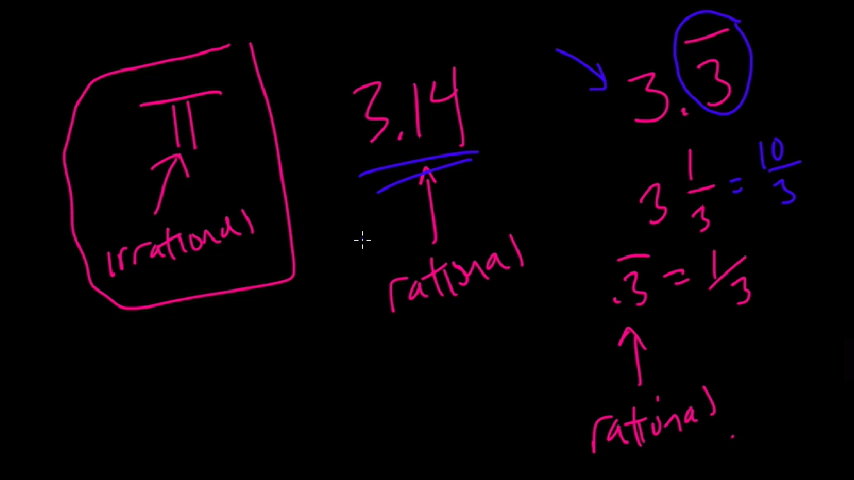 π
irrational
3.14
rational
3.3̅
3 1/3 = 10/3
.3̅ = 1/3
rational.